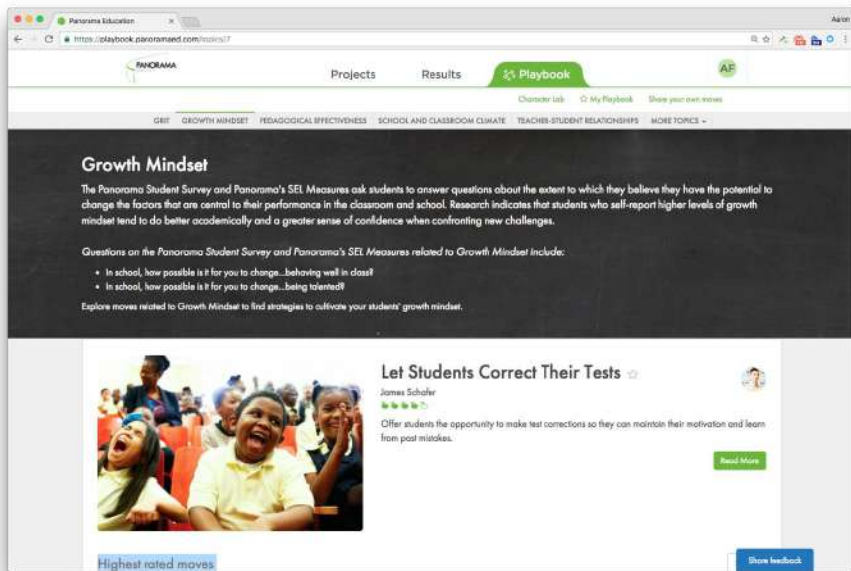 Panorama Education
Aaron
https://playbook.panoramaed.com/topics/7
PANORAMA
Projects
Results
Playbook
AF
Character Lab
My Playbook
Share your own moves
GRIT
GROWTH MINDSET
PEDAGOGICAL EFFECTIVENESS
SCHOOL AND CLASSROOM CLIMATE
TEACHER-STUDENT RELATIONSHIPS
MORE TOPICS
Growth Mindset
The Panorama Student Survey and Panorama's SEL Measures ask students to answer questions about the extent to which they believe they have the potential to
change the factors that are central to their performance in the classroom and school. Research indicates that students who self-report higher levels of growth
mindset tend to do better academically and a greater sense of confidence when confronting new challenges.
Questions on the Panorama Student Survey and Panorama's SEL Measures related to Growth Mindset include:
• In school, how possible is it for you to change...behaving well in class?
• In school, how possible is it for you to change...being talented?
Explore moves related to Growth Mindset to find strategies to cultivate your students' growth mindset.
Let Students Correct Their Tests
James Schafer
Offer students the opportunity to make test corrections so they can maintain their motivation and learn
from past mistakes.
Read More
Highest rated moves
Share feedback